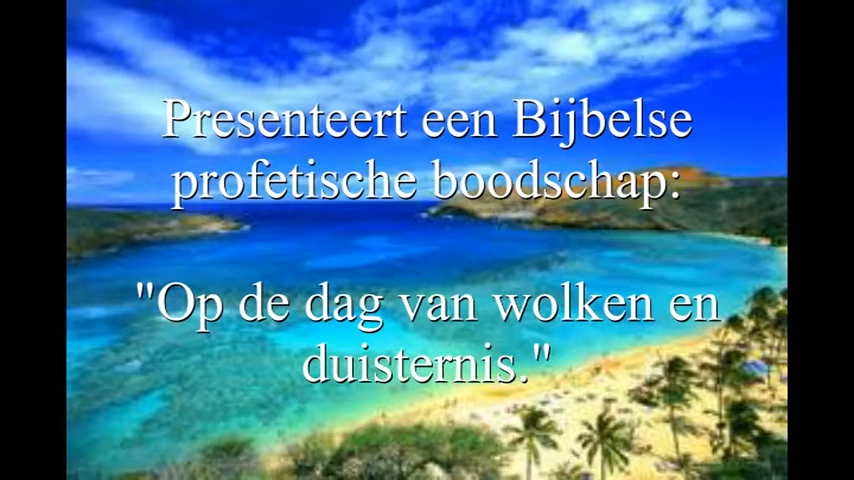 Presenteert een Bijbelse
profetische boodschap:
"Op de dag van wolken en
duisternis."